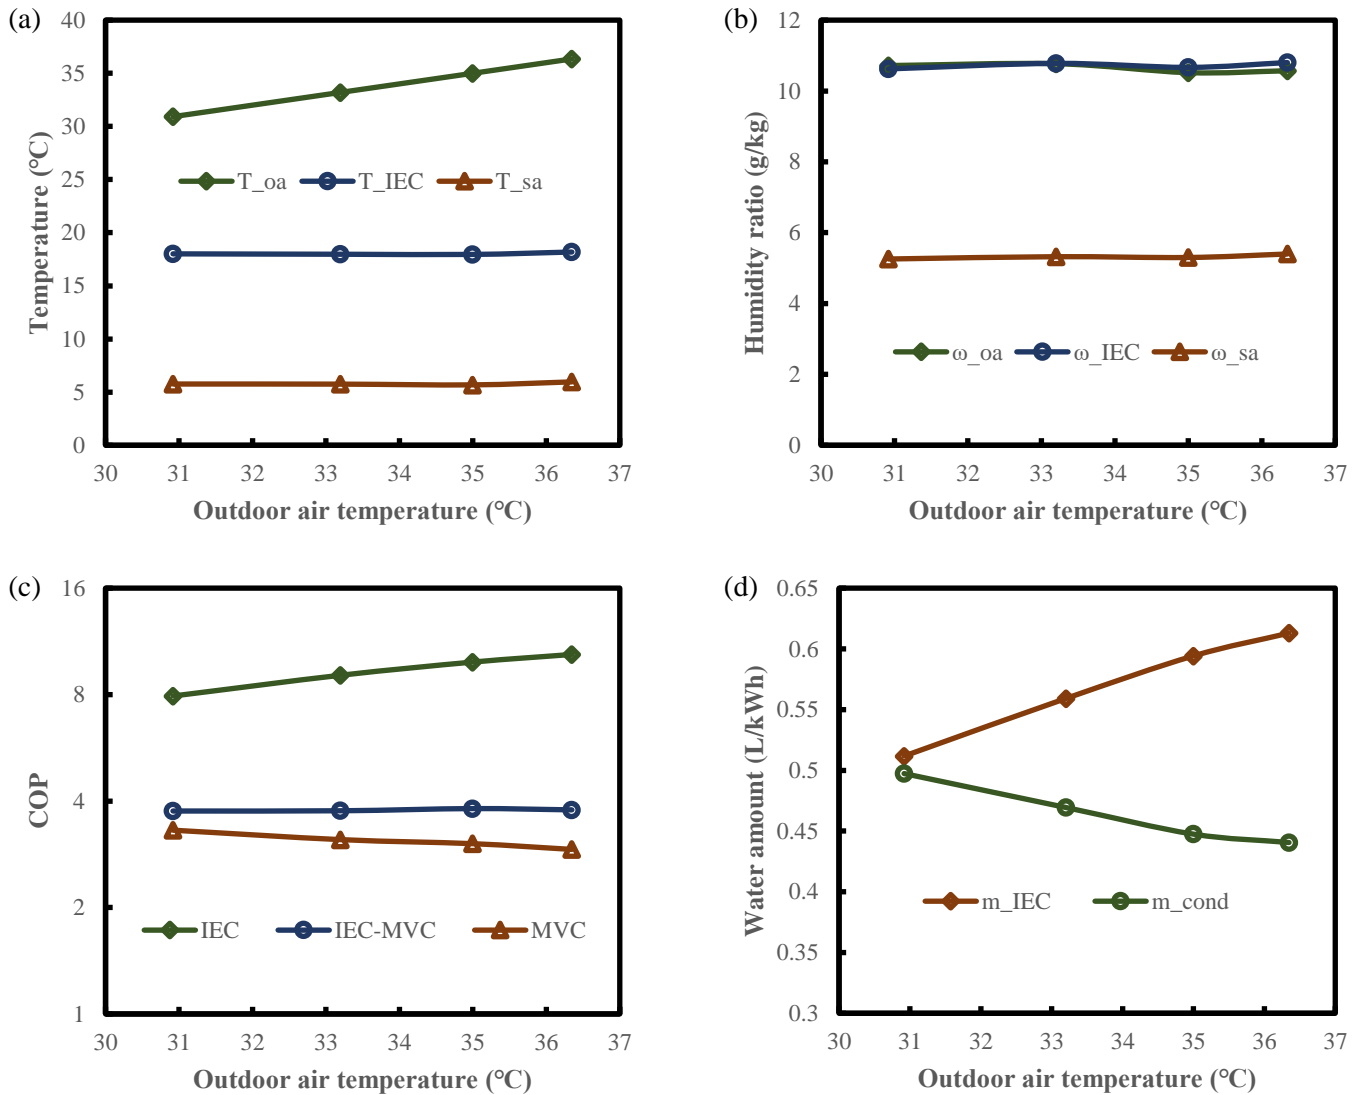 (a)
40
35
30
25
20
15
10
5
0
Temperature (℃)
T_oa T_IEC T_sa
30 31 32 33 34 35 36 37
Outdoor air temperature (℃)
(b)
12
10
8
6
4
2
0
Humidity ratio (g/kg)
ω_oa ω_IEC ω_sa
30 31 32 33 34 35 36 37
Outdoor air temperature (℃)
(c)
16
8
4
2
1
COP
IEC IEC-MVC MVC
30 31 32 33 34 35 36 37
Outdoor air temperature (℃)
(d)
0.65
0.6
0.55
0.5
0.45
0.4
0.35
0.3
Water amount (L/kWh)
m_IEC m_cond
30 31 32 33 34 35 36 37
Outdoor air temperature (℃)